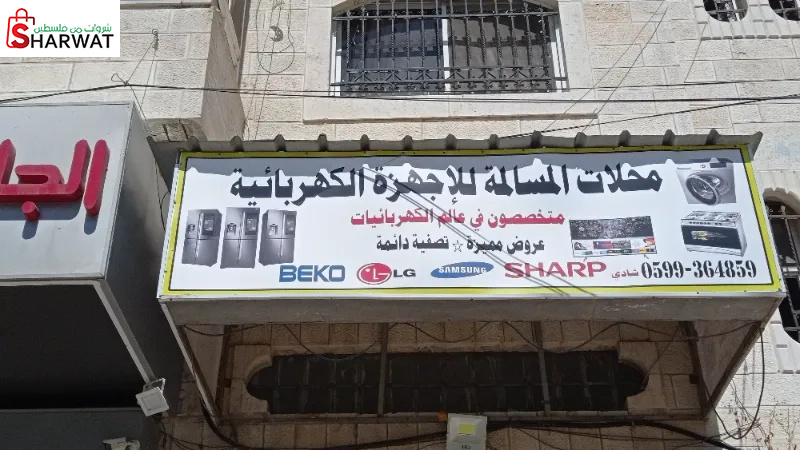 شروات من فلسطين
SHARWAT
محلات المسالمة للإجهزة الكهربائية
متخصصون في عالم الكهربائيات
عروض مميزة ☆ تصفية دائمة
BEKO LG SAMSUNG SHARP شادي 0599-364859